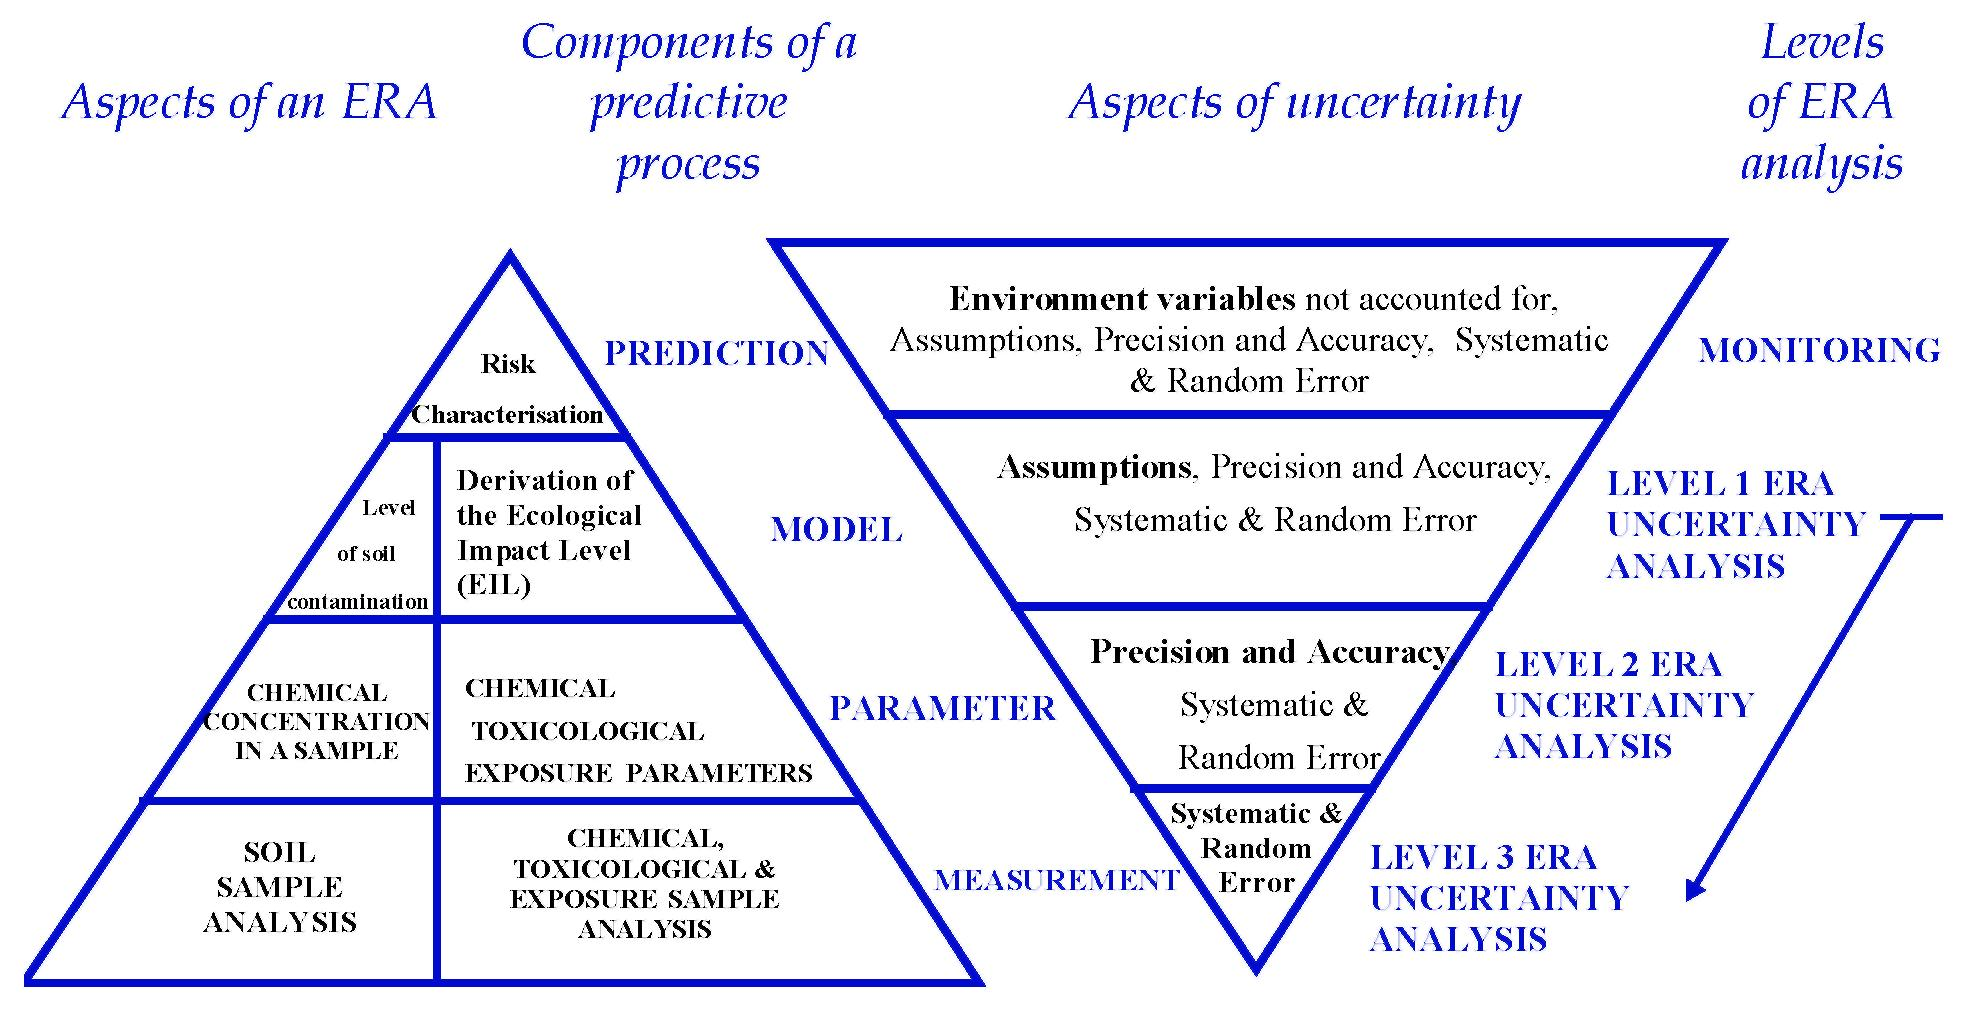 Aspects of an ERA
Components of a
predictive
process
Aspects of uncertainty
Levels
of ERA
analysis
Risk
Characterisation
PREDICTION
Environment variables not accounted for,
Assumptions, Precision and Accuracy, Systematic
& Random Error
MONITORING
Level
of soil
contamination
Derivation of
the Ecological
Impact Level
(EIL)
MODEL
Assumptions, Precision and Accuracy,
Systematic & Random Error
LEVEL 1 ERA
UNCERTAINTY
ANALYSIS
CHEMICAL
CONCENTRATION
IN A SAMPLE
CHEMICAL
TOXICOLOGICAL
EXPOSURE PARAMETERS
PARAMETER
Precision and Accuracy,
Systematic &
Random Error
LEVEL 2 ERA
UNCERTAINTY
ANALYSIS
SOIL
SAMPLE
ANALYSIS
CHEMICAL,
TOXICOLOGICAL &
EXPOSURE SAMPLE
ANALYSIS
MEASUREMENT
Systematic &
Random
Error
LEVEL 3 ERA
UNCERTAINTY
ANALYSIS